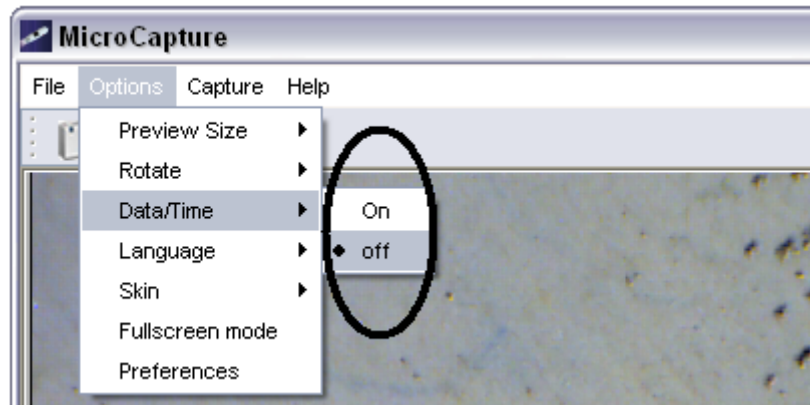 MicroCapture
File Options Capture Help
Preview Size
Rotate
Data/Time
On
Language
off
Skin
Fullscreen mode
Preferences